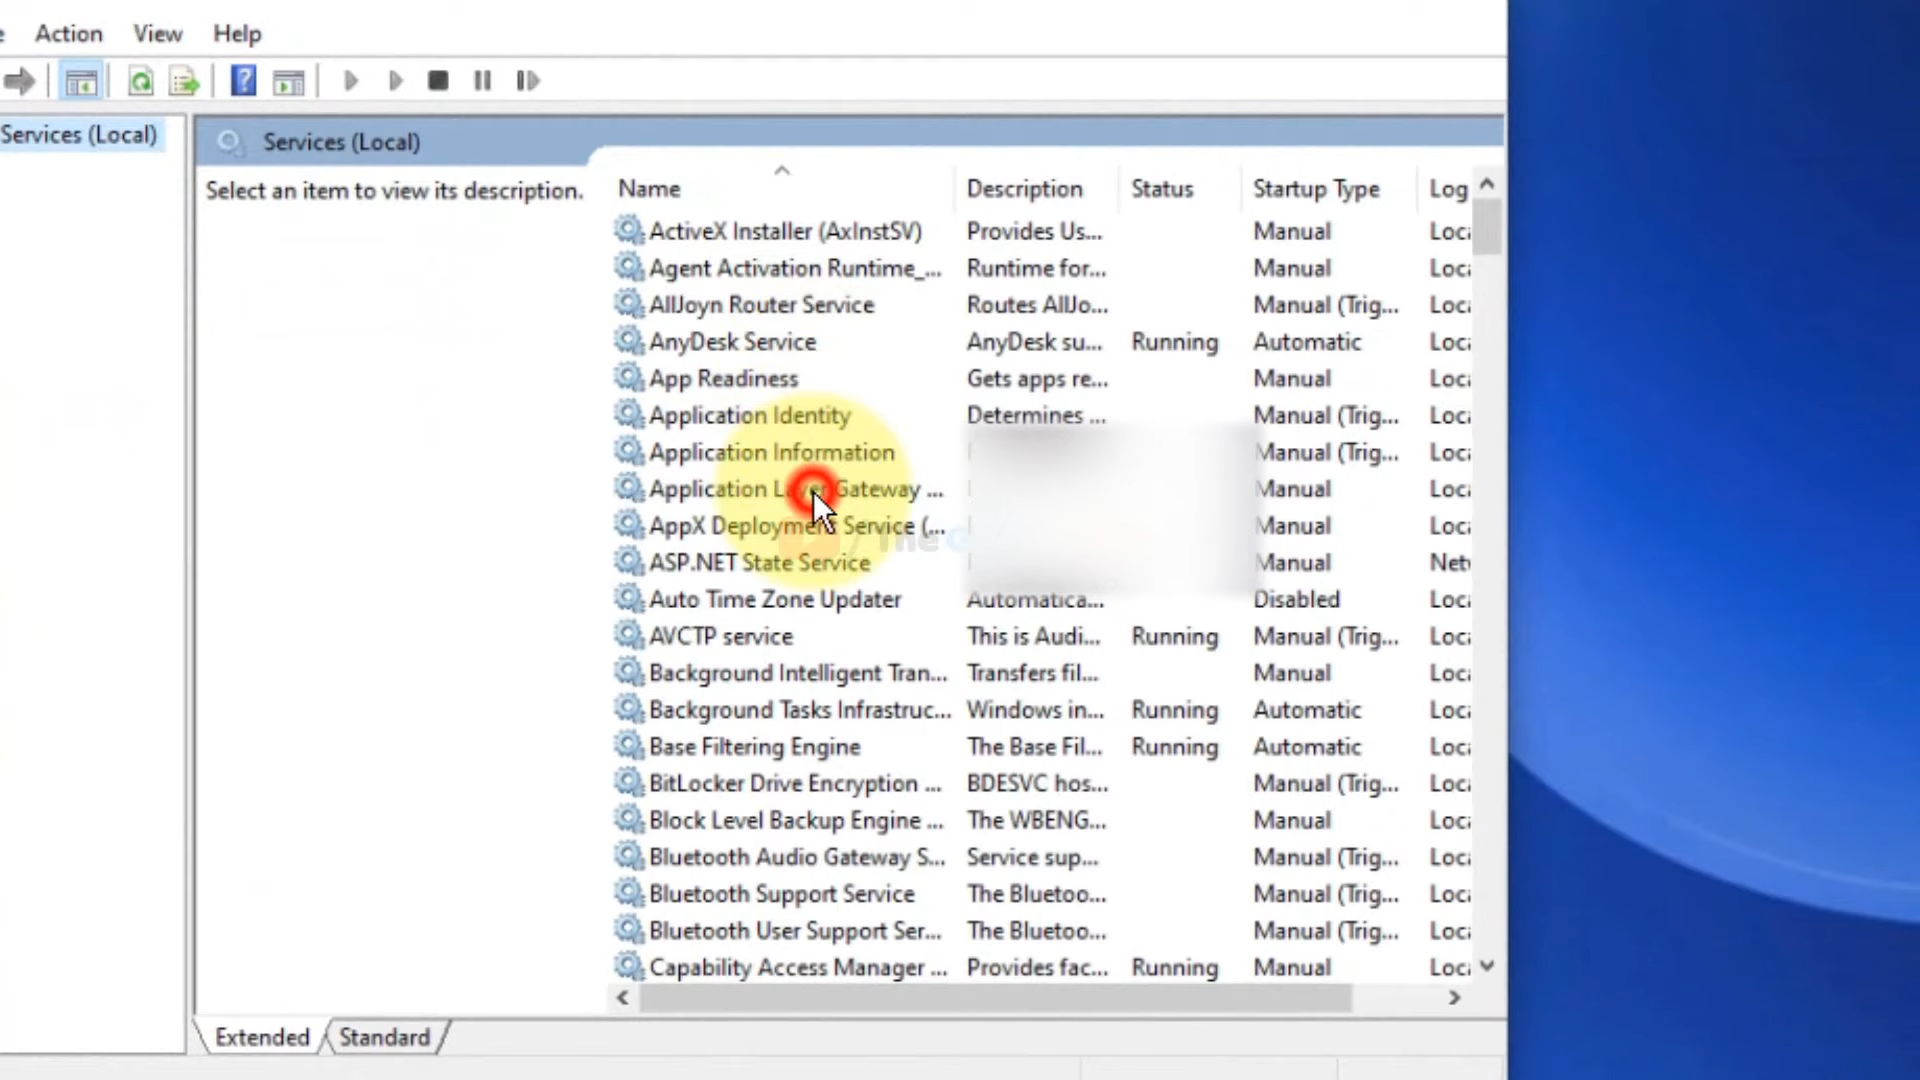 Action View Help
Services (Local)
Services (Local)
Select an item to view its description.
Name Description Status Startup Type Log
ActiveX Installer (AxInstSV) Provides Us... Manual Loc
Agent Activation Runtime_... Runtime for... Manual Loc
AllJoyn Router Service Routes AllJo... Manual (Trig... Loc
AnyDesk Service AnyDesk su... Running Automatic Loc
App Readiness Gets apps re... Manual Loc
Application Identity Determines ... Manual (Trig... Loc
Application Information Manual (Trig... Loc
Application Layer Gateway ... Manual Loc
AppX Deployment Service (... Manual Loc
The
ASP.NET State Service Manual Net
Auto Time Zone Updater Automatica... Disabled Loc
AVCTP service This is Audi... Running Manual (Trig... Loc
Background Intelligent Tran... Transfers fil... Manual Loc
Background Tasks Infrastruc... Windows in... Running Automatic Loc
Base Filtering Engine The Base Fil... Running Automatic Loc
BitLocker Drive Encryption ... BDESVC hos... Manual (Trig... Loc
Block Level Backup Engine ... The WBENG... Manual Loc
Bluetooth Audio Gateway S... Service sup... Manual (Trig... Loc
Bluetooth Support Service The Bluetoo... Manual (Trig... Loc
Bluetooth User Support Ser... The Bluetoo... Manual (Trig... Loc
Capability Access Manager ... Provides fac... Running Manual Loc
Extended Standard